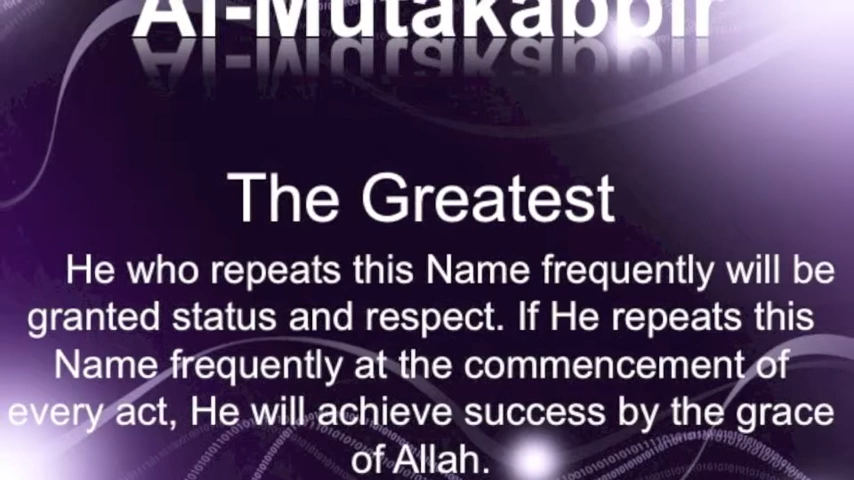 Al-Mutakabbir
The Greatest
He who repeats this Name frequently will be
granted status and respect. If He repeats this
Name frequently at the commencement of
every act, He will achieve success by the grace
of Allah.